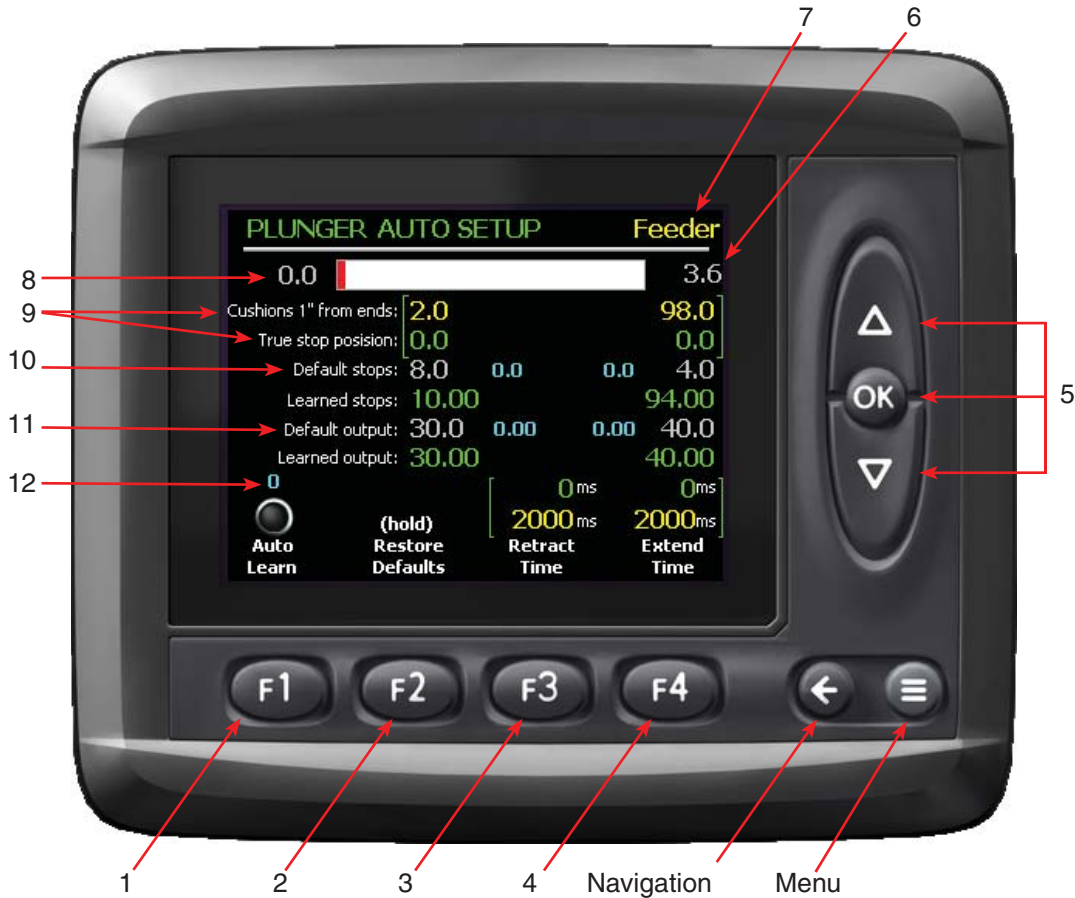 7 6
PLUNGER AUTO SETUP Feeder
8 0.0 3.6
9 Cushions 1" from ends: 2.0 98.0
True stop posision: 0.0 0.0
10 Default stops: 8.0 0.0 0.0 4.0
Learned stops: 10.00 94.00
11 Default output: 30.0 0.00 0.00 40.0
Learned output: 30.00 40.00
12 0 0 ms 0ms
2000 ms 2000ms
(hold)
Auto Restore Retract Extend
Learn Defaults Time Time
OK 5
F1 F2 F3 F4
1 2 3 4 Navigation Menu